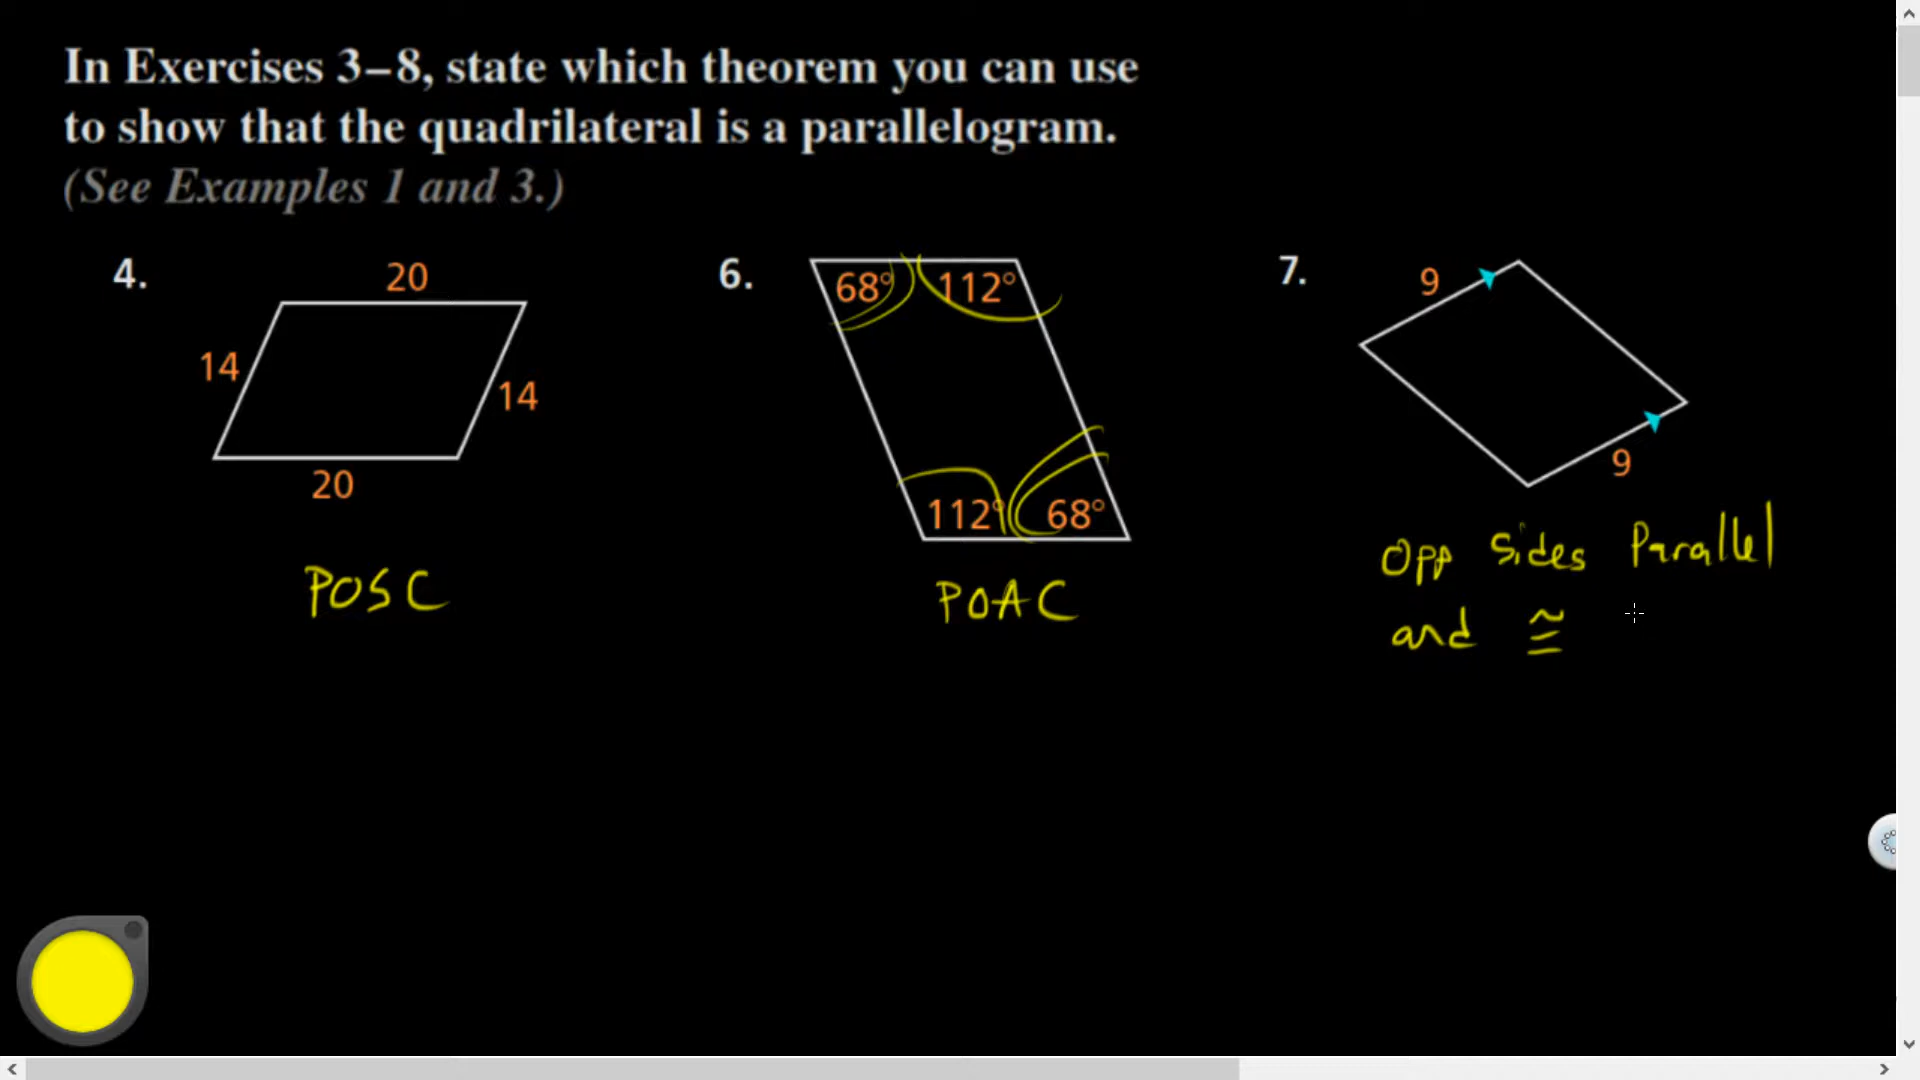 In Exercises 3–8, state which theorem you can use
to show that the quadrilateral is a parallelogram.
(See Examples 1 and 3.)
4.
20
14
14
20
POSC
6.
68°
112°
112°
68°
POAC
7.
9
9
Opp Sides Parallel
and ≅